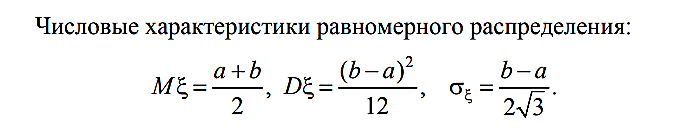 Числовые характеристики равномерного распределения:
Mξ = (a + b)/2, Dξ = (b − a)²/12, σ_ξ = (b − a)/(2√3).